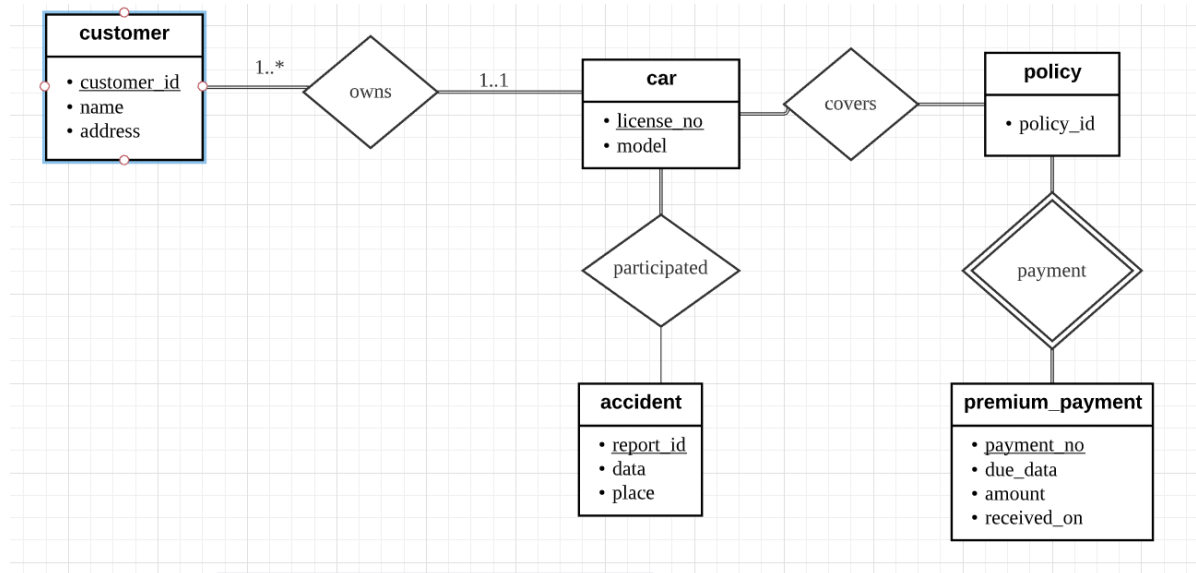 customer
• customer_id
• name
• address
1..*
owns
1..1
car
• license_no
• model
covers
policy
• policy_id
participated
payment
accident
• report_id
• data
• place
premium_payment
• payment_no
• due_data
• amount
• received_on